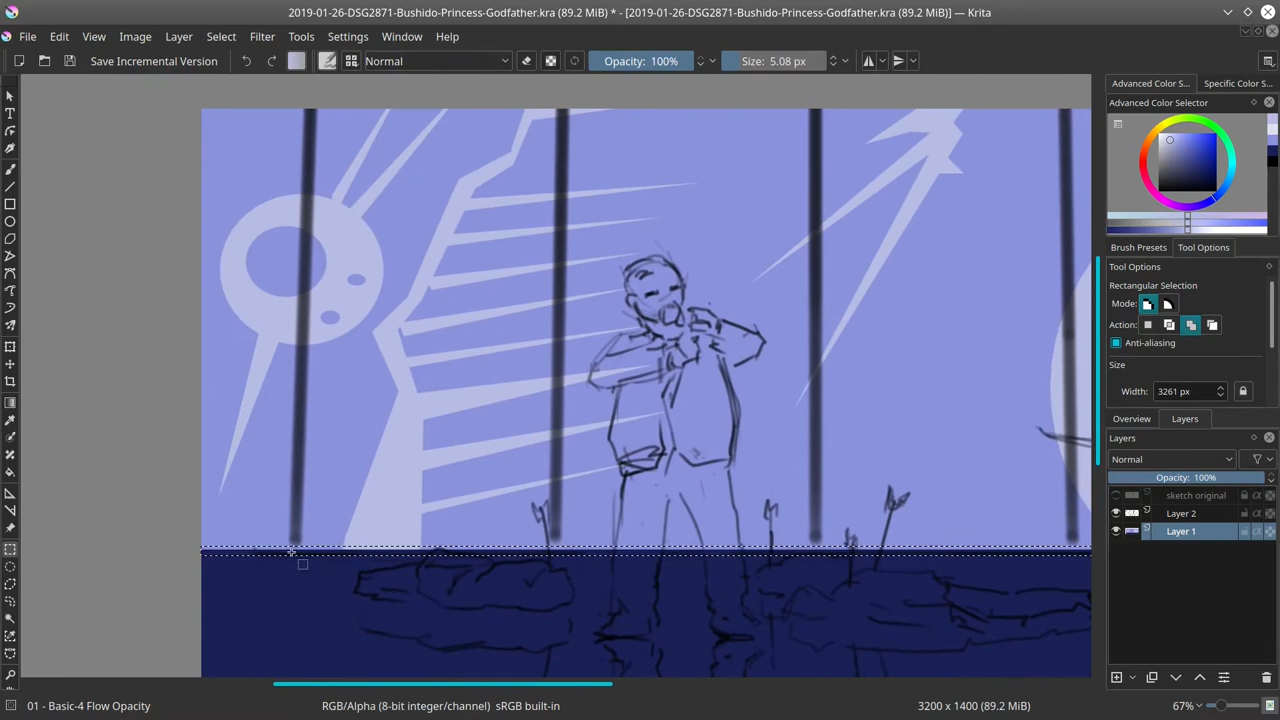 2019-01-26-DSG2871-Bushido-Princess-Godfather.kra (89.2 MiB) * - [2019-01-26-DSG2871-Bushido-Princess-Godfather.kra (89.2 MiB)] — Krita
File Edit View Image Layer Select Filter Tools Settings Window Help
Save Incremental Version Normal Opacity: 100% Size: 5.08 px
Advanced Color S... Specific Color S...
Advanced Color Selector
Brush Presets Tool Options
Tool Options
Rectangular Selection
Mode:
Action:
Anti-aliasing
Size
Width: 3261 px
Overview Layers
Layers
Normal
Opacity: 100%
sketch original
Layer 2
Layer 1
01 - Basic-4 Flow Opacity RGB/Alpha (8-bit integer/channel) sRGB built-in 3200 x 1400 (89.2 MiB) 67%